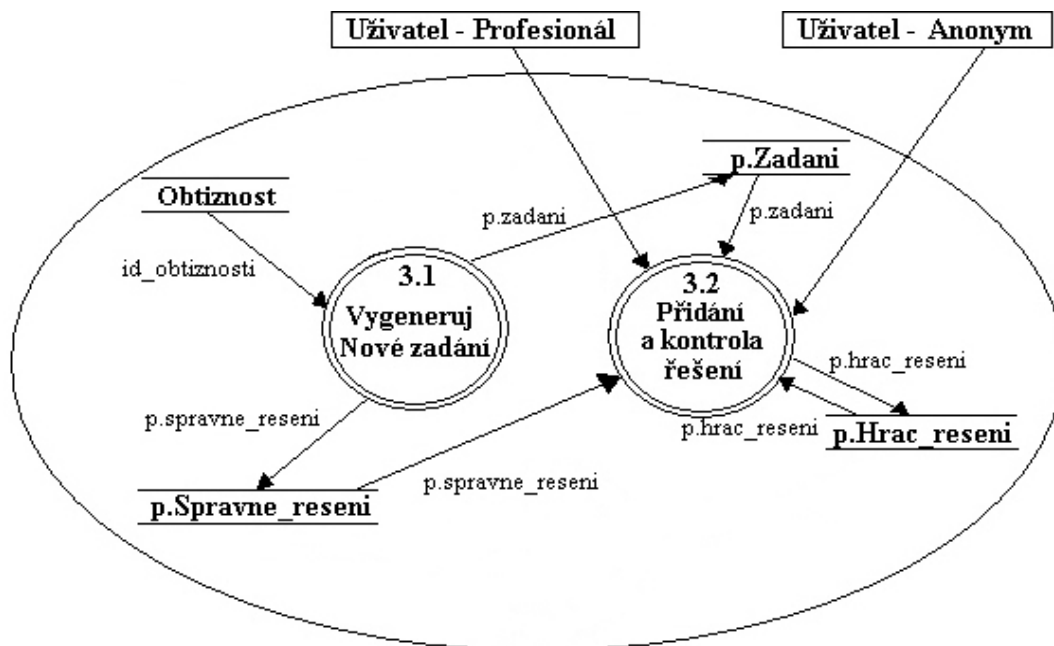 Uživatel - Profesionál
Uživatel - Anonym
p.Zadani
Obtiznost
p.zadani
p.zadani
id_obtiznosti
3.1
Vygeneruj
Nové zadání
3.2
Přidání
a kontrola
řešení
p.hrac_reseni
p.spravne_reseni
p.hrac_reseni
p.Hrac_reseni
p.spravne_reseni
p.Spravne_reseni